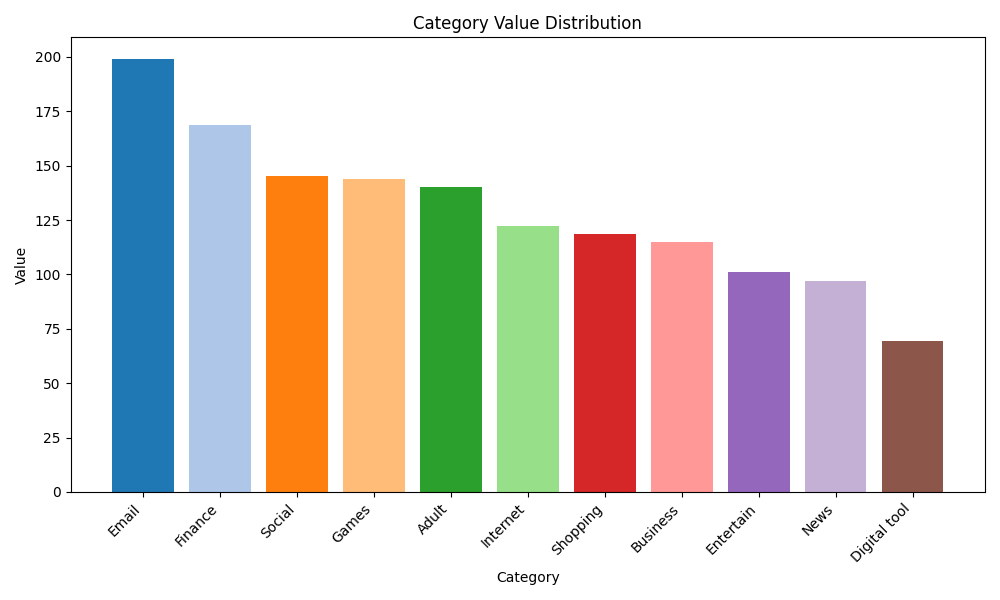 Category Value Distribution
Value
200
175
150
125
100
75
50
25
0
Email
Finance
Social
Games
Adult
Internet
Shopping
Business
Entertain
News
Digital tool
Category